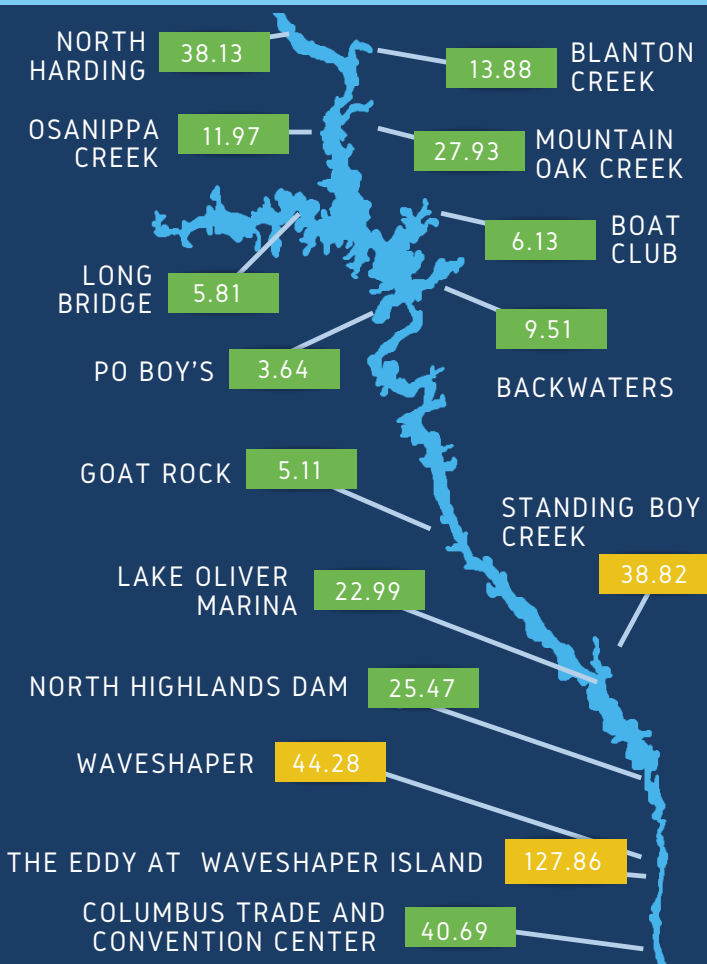 NORTH
HARDING
38.13
BLANTON
CREEK
13.88
OSANIPPA
CREEK
11.97
MOUNTAIN
OAK CREEK
27.93
BOAT
CLUB
6.13
LONG
BRIDGE
5.81
9.51
BACKWATERS
PO BOY'S
3.64
GOAT ROCK
5.11
STANDING BOY
CREEK
38.82
LAKE OLIVER
MARINA
22.99
NORTH HIGHLANDS DAM
25.47
WAVESHAPER
44.28
THE EDDY AT WAVESHAPER ISLAND
127.86
COLUMBUS TRADE AND
CONVENTION CENTER
40.69